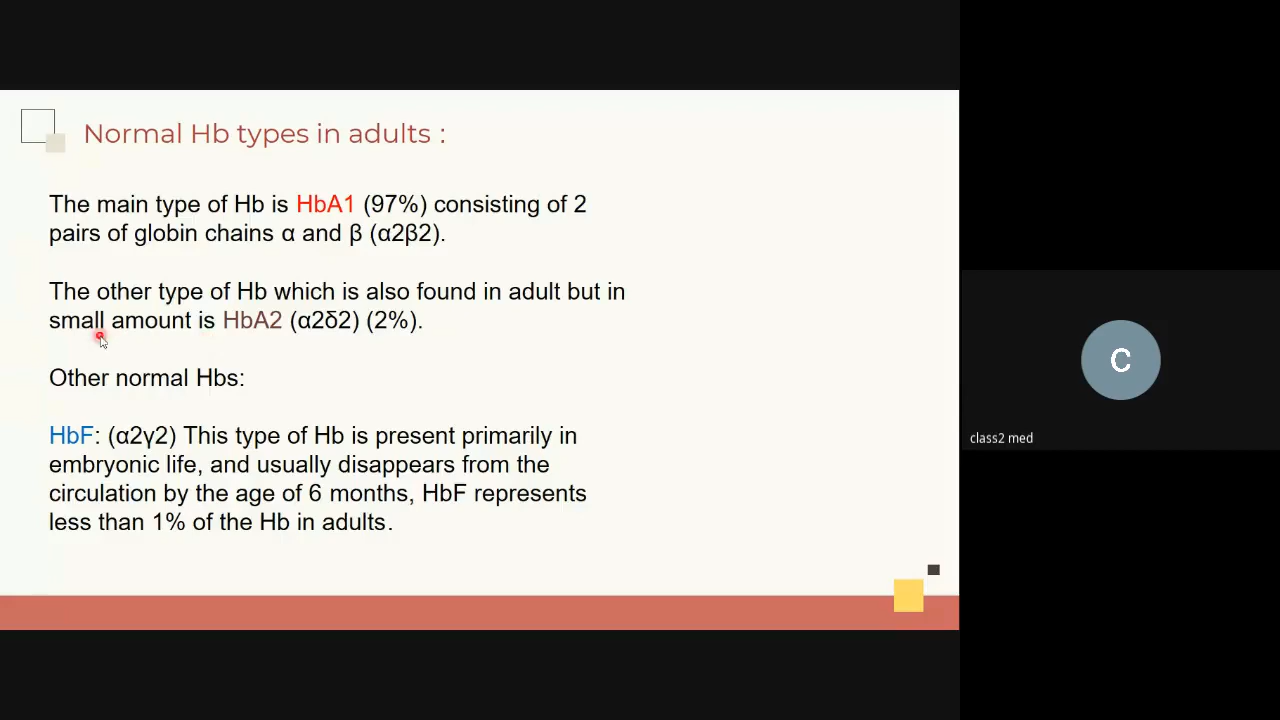 Normal Hb types in adults :
The main type of Hb is HbA1 (97%) consisting of 2
pairs of globin chains α and β (α2β2).
The other type of Hb which is also found in adult but in
small amount is HbA2 (α2δ2) (2%).
Other normal Hbs:
HbF: (α2γ2) This type of Hb is present primarily in
embryonic life, and usually disappears from the
circulation by the age of 6 months, HbF represents
less than 1% of the Hb in adults.
C
class2 med